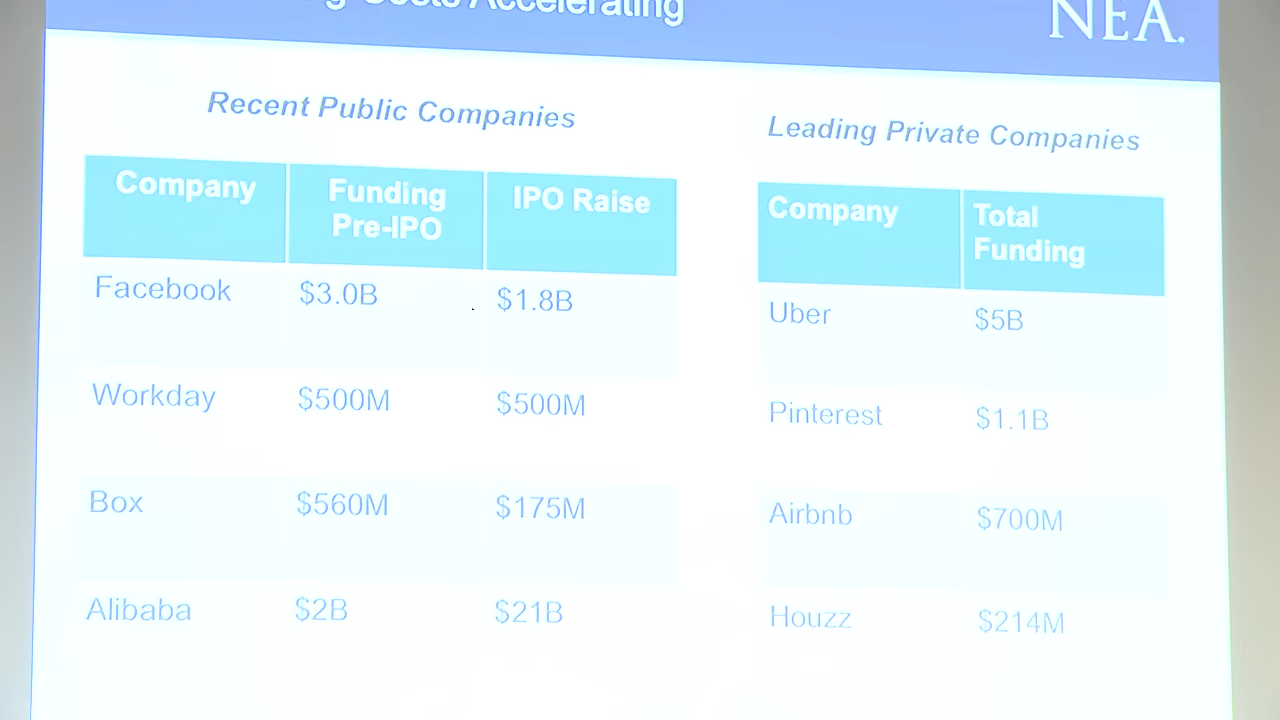 Costs Accelerating
NEA.
Recent Public Companies
Company Funding Pre-IPO IPO Raise
Facebook $3.0B $1.8B
Workday $500M $500M
Box $560M $175M
Alibaba $2B $21B
Leading Private Companies
Company Total Funding
Uber $5B
Pinterest $1.1B
Airbnb $700M
Houzz $214M